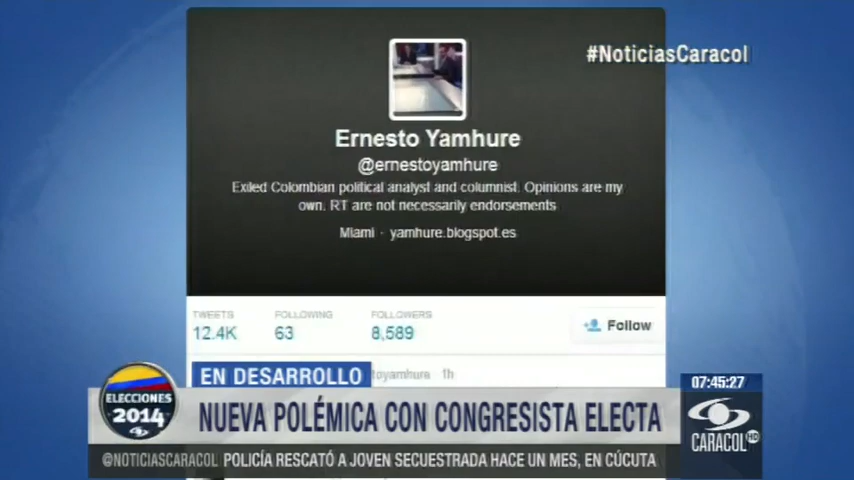 #NoticiasCaracol
Ernesto Yamhure
@ernestoyamhure
Exiled Colombian political analyst and columnist. Opinions are my
own. RT are not necessarily endorsements
Miami · yamhure.blogspot.es
TWEETS FOLLOWING FOLLOWERS
12.4K 63 8,589
Follow
toyamhure 1h
EN DESARROLLO
ELECCIONES
2014
NUEVA POLÉMICA CON CONGRESISTA ELECTA
07:45:27
CARACOL HD
@NOTICIASCARACOL POLICÍA RESCATÓ A JOVEN SECUESTRADA HACE UN MES, EN CÚCUTA